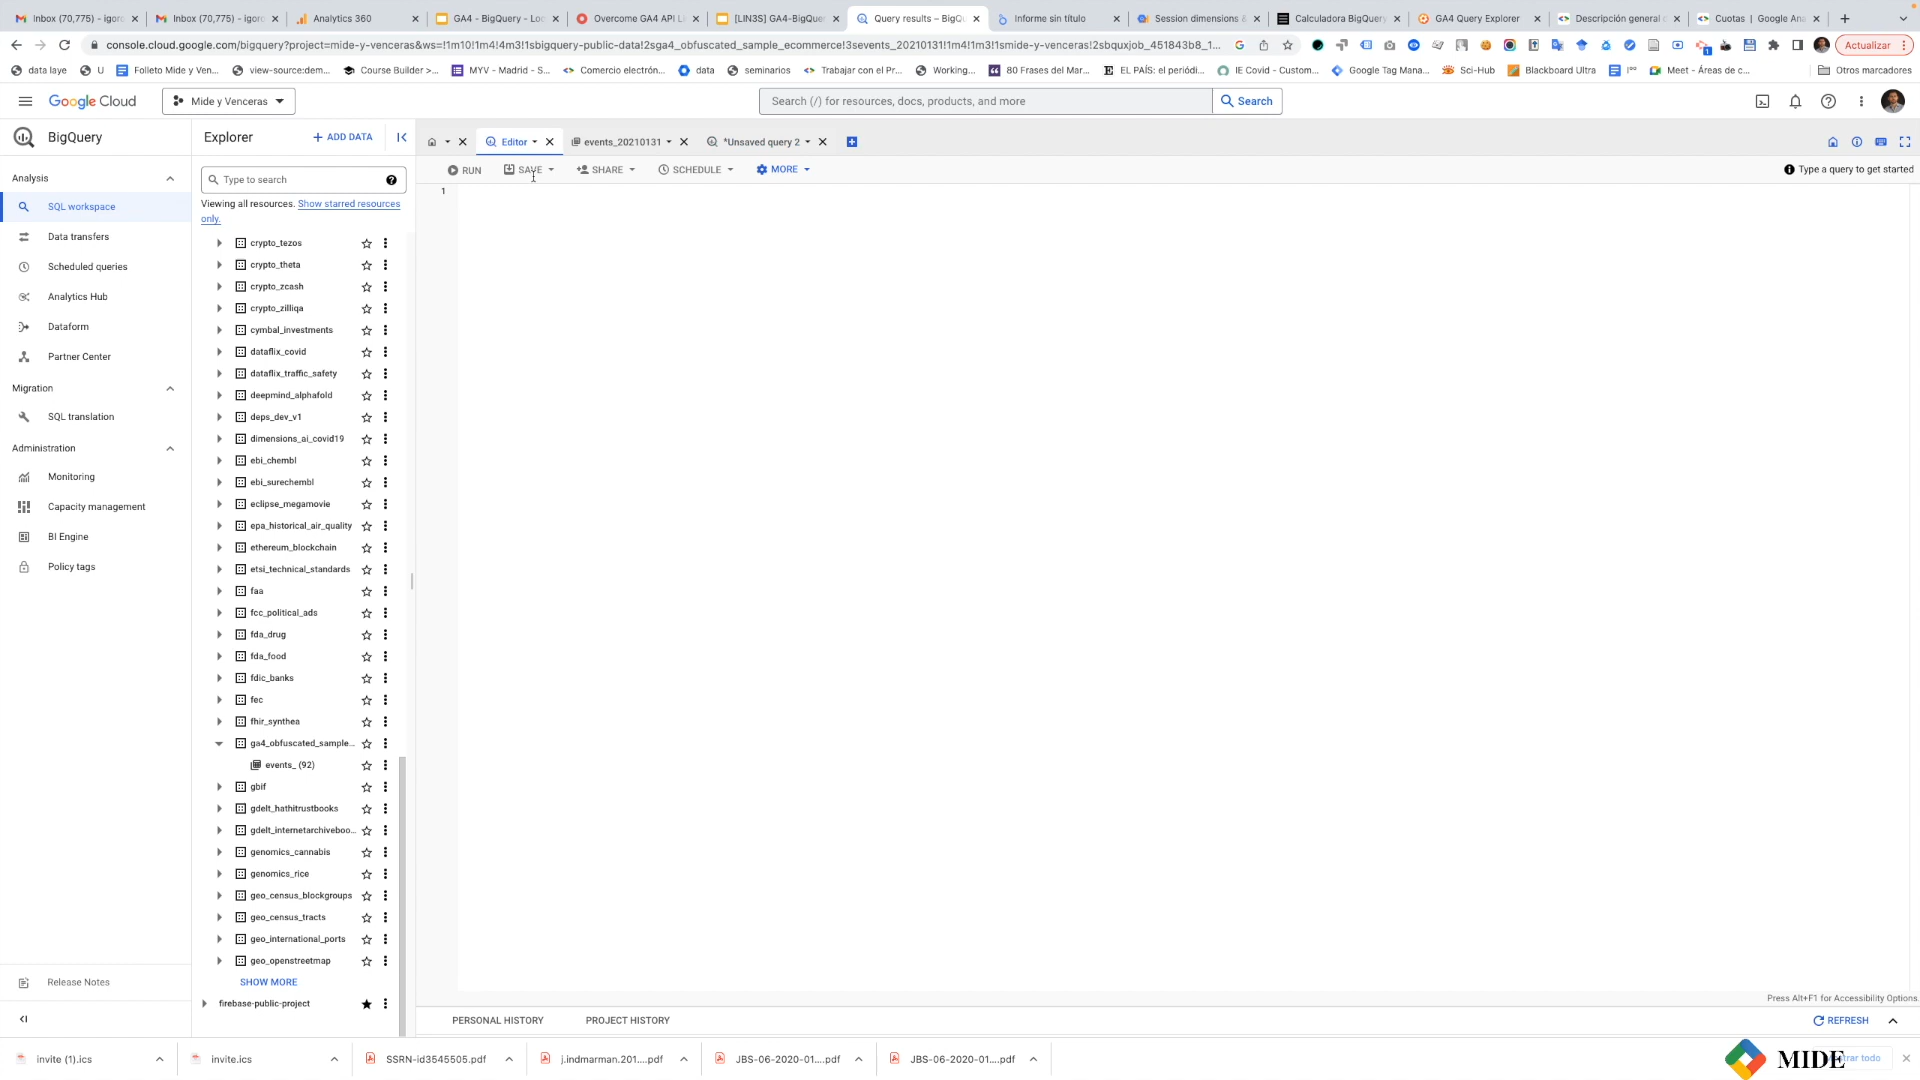 Inbox (70,775) – igoro
Inbox (70,775) – igoro
Analytics 360
GA4 - BigQuery - Loo
Overcome GA4 API Li
[LIN3S] GA4-BigQuer
Query results – BigQu
Informe sin título
Session dimensions &
Calculadora BigQuery
GA4 Query Explorer
Descripción general d
Cuotas | Google Ana
console.cloud.google.com/bigquery?project=mide-y-venceras&ws=!1m10!1m4!4m3!1sbigquery-public-data!2sga4_obfuscated_sample_ecommerce!3sevents_20210131!1m4!1m3!1smide-y-venceras!2sbquxjob_451843b8_1...
Actualizar
data laye
U
Folleto Mide y Ven...
view-source:dem...
Course Builder >...
MYV - Madrid - S...
Comercio electrón...
data
seminarios
Trabajar con el Pr...
Working...
80 Frases del Mar...
EL PAÍS: el periódi...
IE Covid - Custom...
Google Tag Mana...
Sci-Hub
Blackboard Ultra
Meet - Áreas de c...
Otros marcadores
Google Cloud
Mide y Venceras
Search (/) for resources, docs, products, and more
Search
BigQuery
Explorer
+ ADD DATA
Editor
events_20210131
*Unsaved query 2
Analysis
Type to search
RUN
SAVE
SHARE
SCHEDULE
MORE
Type a query to get started
1
Viewing all resources. Show starred resources
only.
SQL workspace
Data transfers
Scheduled queries
Analytics Hub
Dataform
Partner Center
Migration
SQL translation
Administration
Monitoring
Capacity management
BI Engine
Policy tags
crypto_tezos
crypto_theta
crypto_zcash
crypto_zilliqa
cymbal_investments
dataflix_covid
dataflix_traffic_safety
deepmind_alphafold
deps_dev_v1
dimensions_ai_covid19
ebi_chembl
ebi_surechembl
eclipse_megamovie
epa_historical_air_quality
ethereum_blockchain
etsi_technical_standards
faa
fcc_political_ads
fda_drug
fda_food
fdic_banks
fec
fhir_synthea
ga4_obfuscated_sample...
events_ (92)
gbif
gdelt_hathitrustbooks
gdelt_internetarchiveboo...
genomics_cannabis
genomics_rice
geo_census_blockgroups
geo_census_tracts
geo_international_ports
geo_openstreetmap
SHOW MORE
firebase-public-project
Release Notes
Press Alt+F1 for Accessibility Options.
PERSONAL HISTORY
PROJECT HISTORY
REFRESH
invite (1).ics
invite.ics
SSRN-id3545505.pdf
j.indmarman.201....pdf
JBS-06-2020-01....pdf
JBS-06-2020-01....pdf
MIDE